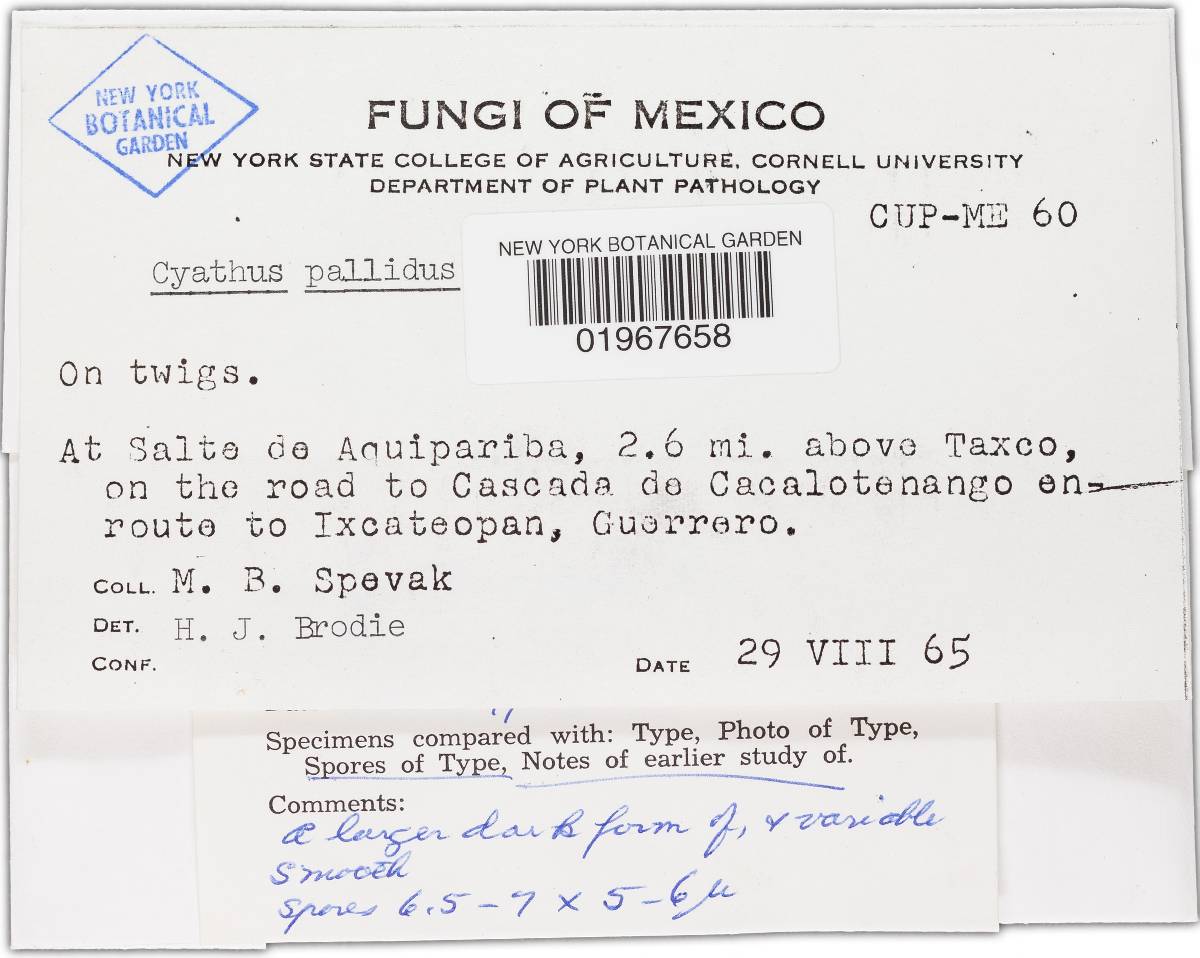 NEW YORK
BOTANICAL
GARDEN
FUNGI OF MEXICO
NEW YORK STATE COLLEGE OF AGRICULTURE, CORNELL UNIVERSITY
DEPARTMENT OF PLANT PATHOLOGY
CUP-ME 60
NEW YORK BOTANICAL GARDEN
01967658
Cyathus pallidus
On twigs.
At Salte de Aquipariba, 2.6 mi. above Taxco,
on the road to Cascada de Cacalotenango en-
route to Ixcateopan, Guerrero.
COLL. M. B. Spevak
DET. H. J. Brodie
CONF.
DATE 29 VIII 65
Specimens compared with: Type, Photo of Type,
Spores of Type, Notes of earlier study of.
Comments:
a larger dark form of, & variable
smooth
spores 6.5 - 7 x 5 - 6 µ